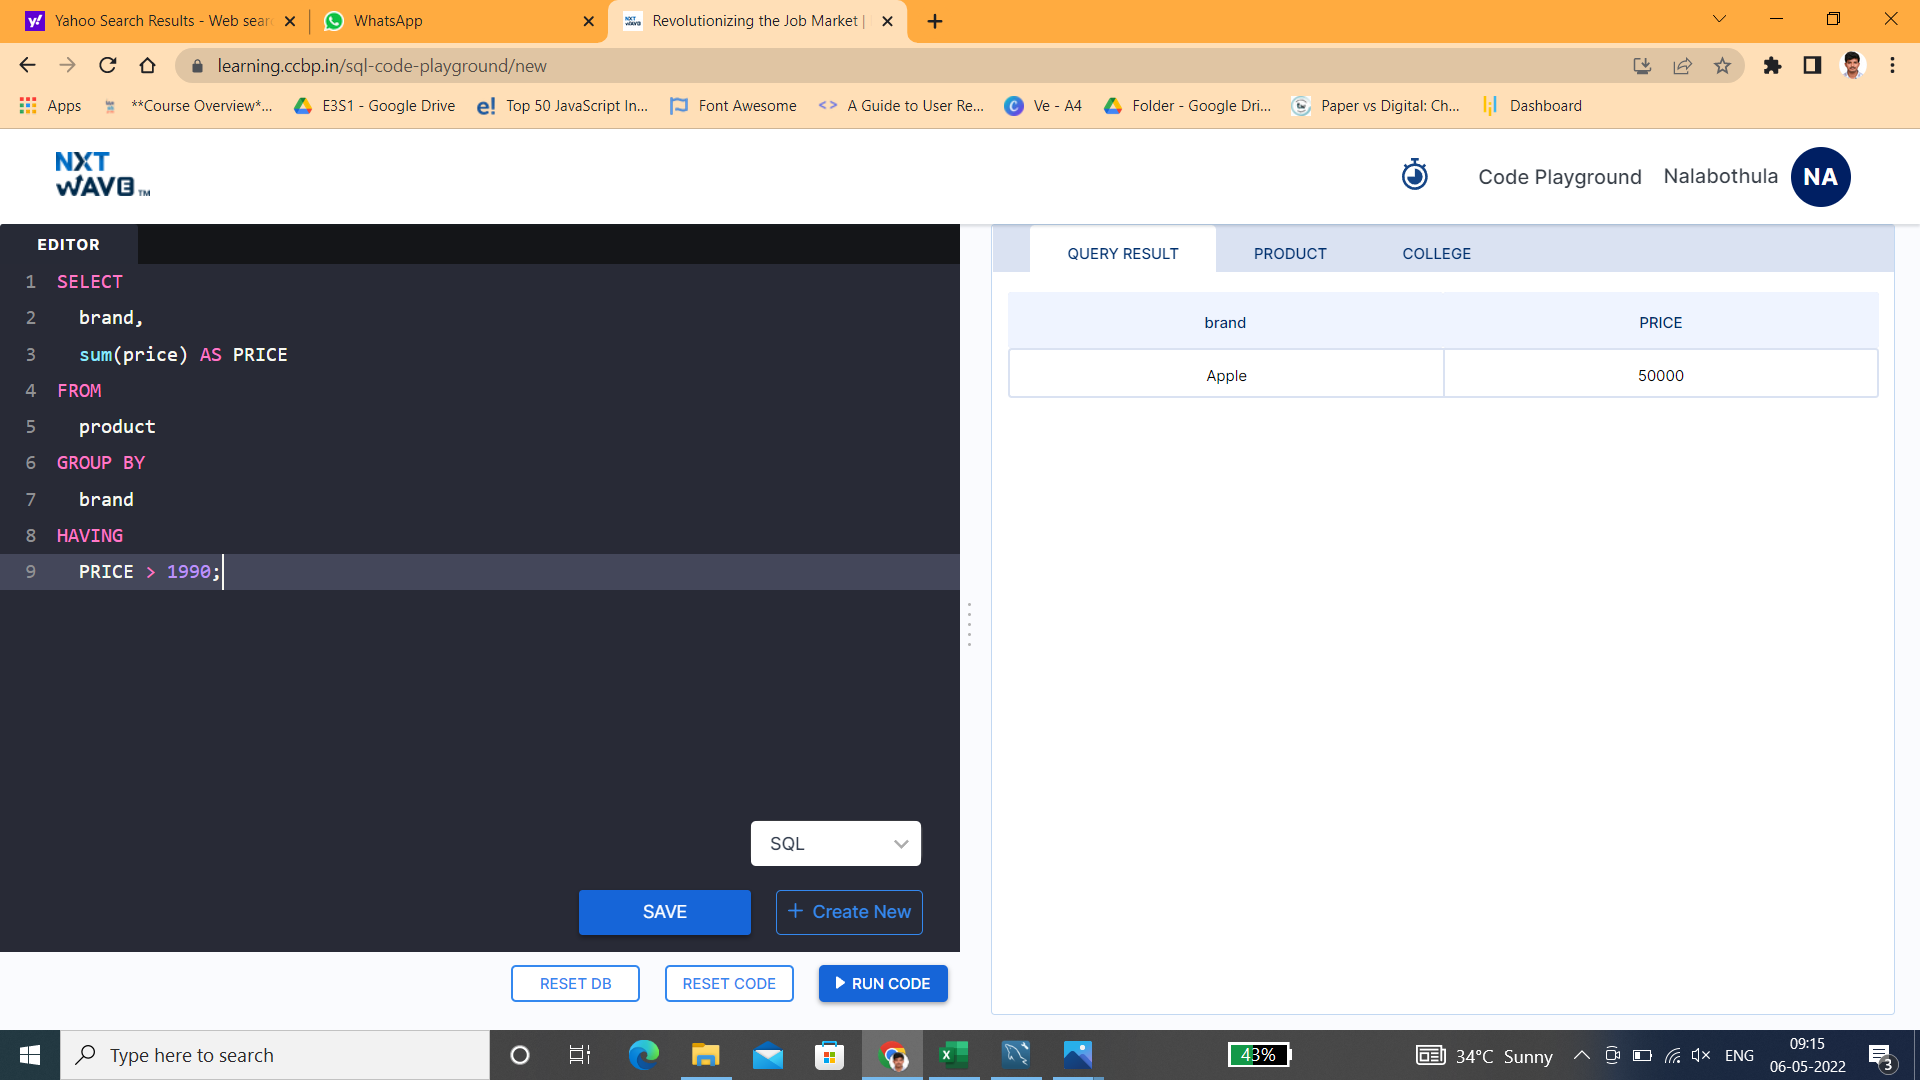 Yahoo Search Results - Web sear
WhatsApp
Revolutionizing the Job Market |
learning.ccbp.in/sql-code-playground/new
Apps
**Course Overview*...
E3S1 - Google Drive
e! Top 50 JavaScript In...
Font Awesome
<> A Guide to User Re...
Ve - A4
Folder - Google Dri...
Paper vs Digital: Ch...
Dashboard
NXT
WAVE TM
Code Playground
Nalabothula
NA
EDITOR
1 SELECT
2 brand,
3 sum(price) AS PRICE
4 FROM
5 product
6 GROUP BY
7 brand
8 HAVING
9 PRICE > 1990;
SQL
SAVE
+ Create New
RESET DB
RESET CODE
RUN CODE
QUERY RESULT
PRODUCT
COLLEGE
brand PRICE
Apple 50000
Type here to search
43%
34°C Sunny
ENG
09:15
06-05-2022
3